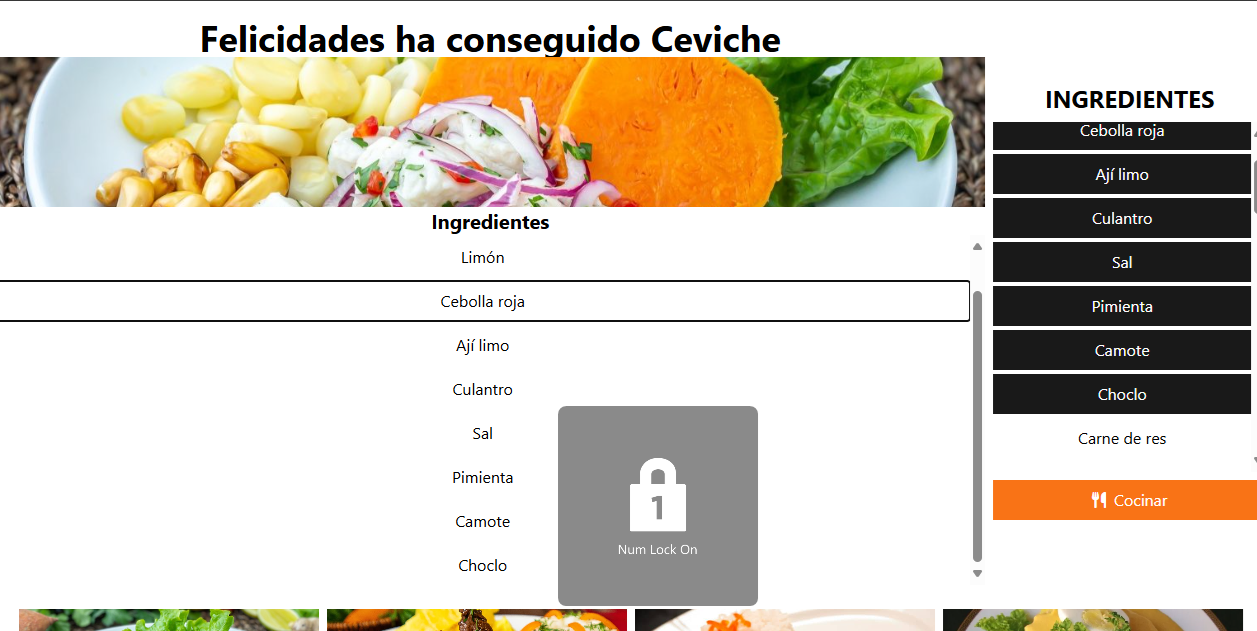 Felicidades ha conseguido Ceviche
Ingredientes
Limón
Cebolla roja
Ají limo
Culantro
Sal
Pimienta
Camote
Choclo
1
Num Lock On
INGREDIENTES
Cebolla roja
Ají limo
Culantro
Sal
Pimienta
Camote
Choclo
Carne de res
Cocinar